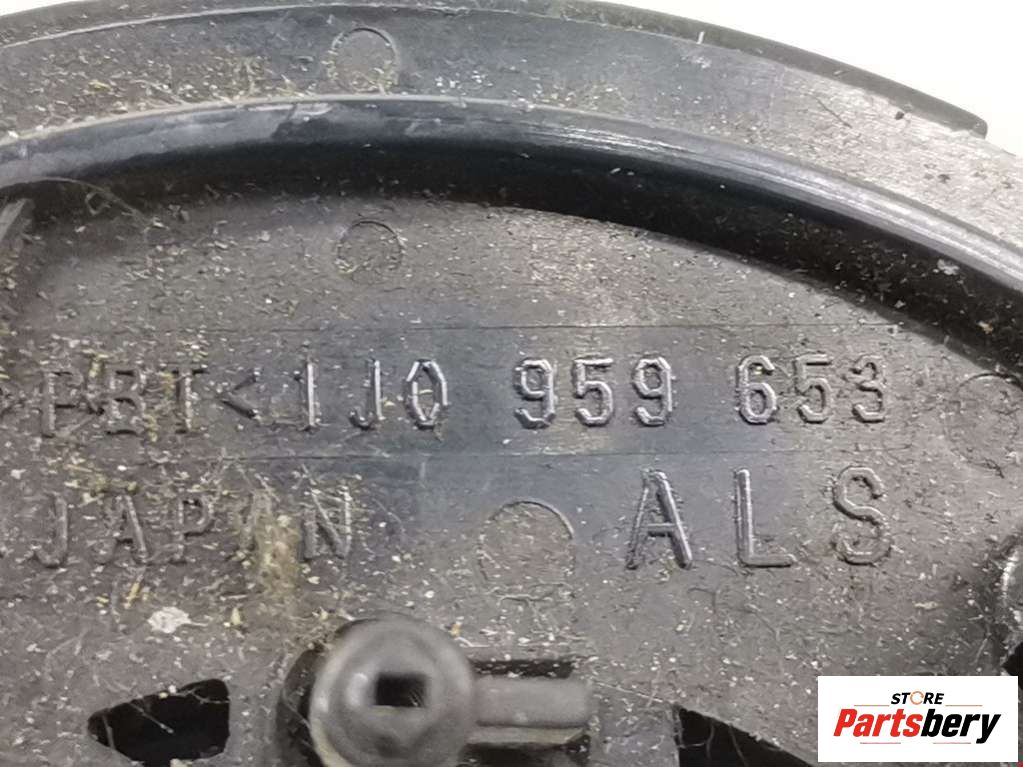 >PBT<1J0 959 653
JAPAN ALS
STORE
Partsbery